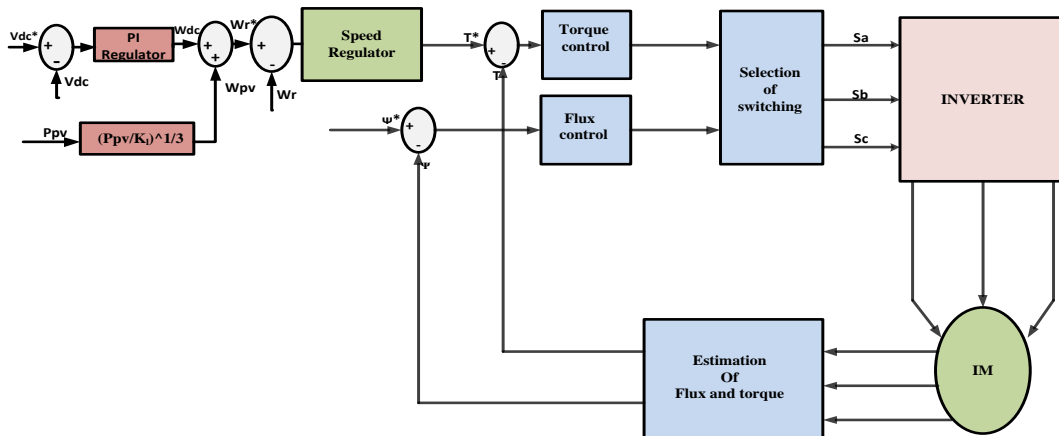 Vdc*
+
-
Vdc
PI
Regulator
Wdc
+
+
Wr*
+
-
Wr
Wpv
Ppv
(Ppv/K₁)^1/3
Speed
Regulator
T*
+
-
T
Torque
control
Ψ*
+
-
Ψ
Flux
control
Selection
of
switching
Sa
Sb
Sc
INVERTER
Estimation
Of
Flux and torque
IM